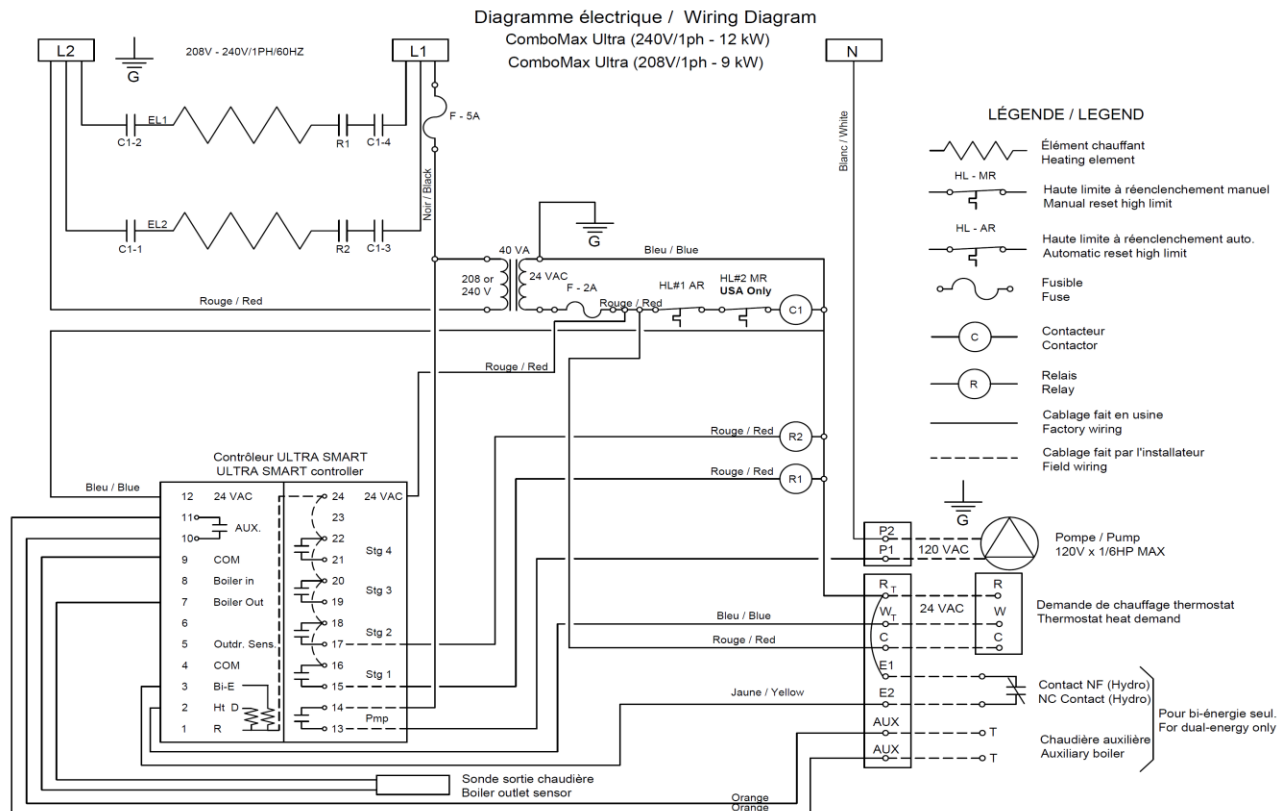 Diagramme électrique / Wiring Diagram
ComboMax Ultra (240V/1ph - 12 kW)
ComboMax Ultra (208V/1ph - 9 kW)
L2
G
208V - 240V/1PH/60HZ
L1
N
EL1
C1-2
R1
C1-4
F - 5A
EL2
C1-1
R2
C1-3
Noir / Black
Blanc / White
G
40 VA
Bleu / Blue
208 or
240 V
24 VAC
F - 2A
Rouge / Red
Rouge / Red
HL#1 AR
HL#2 MR
USA Only
C1
Rouge / Red
Rouge / Red
R2
Rouge / Red
R1
LÉGENDE / LEGEND
Élément chauffant
Heating element
HL - MR
Haute limite à réenclenchement manuel
Manual reset high limit
HL - AR
Haute limite à réenclenchement auto.
Automatic reset high limit
Fusible
Fuse
C
Contacteur
Contactor
R
Relais
Relay
Cablage fait en usine
Factory wiring
Cablage fait par l'installateur
Field wiring
Contrôleur ULTRA SMART
ULTRA SMART controller
Bleu / Blue
12 24 VAC
11
AUX.
10
9 COM
8 Boiler in
7 Boiler Out
6
5 Outdr. Sens.
4 COM
3 Bi-E
2 Ht D
1 R
24 24 VAC
23
22
Stg 4
21
20
Stg 3
19
18
Stg 2
17
16
Stg 1
15
14
Pmp
13
G
P2
P1
120 VAC
Pompe / Pump
120V x 1/6HP MAX
RT
24 VAC
R
WT
W
C
C
Bleu / Blue
Rouge / Red
Demande de chauffage thermostat
Thermostat heat demand
E1
E2
Jaune / Yellow
Contact NF (Hydro)
NC Contact (Hydro)
AUX
T
AUX
T
Chaudière auxilière
Auxiliary boiler
Pour bi-énergie seul.
For dual-energy only
Sonde sortie chaudière
Boiler outlet sensor
Orange
Orange